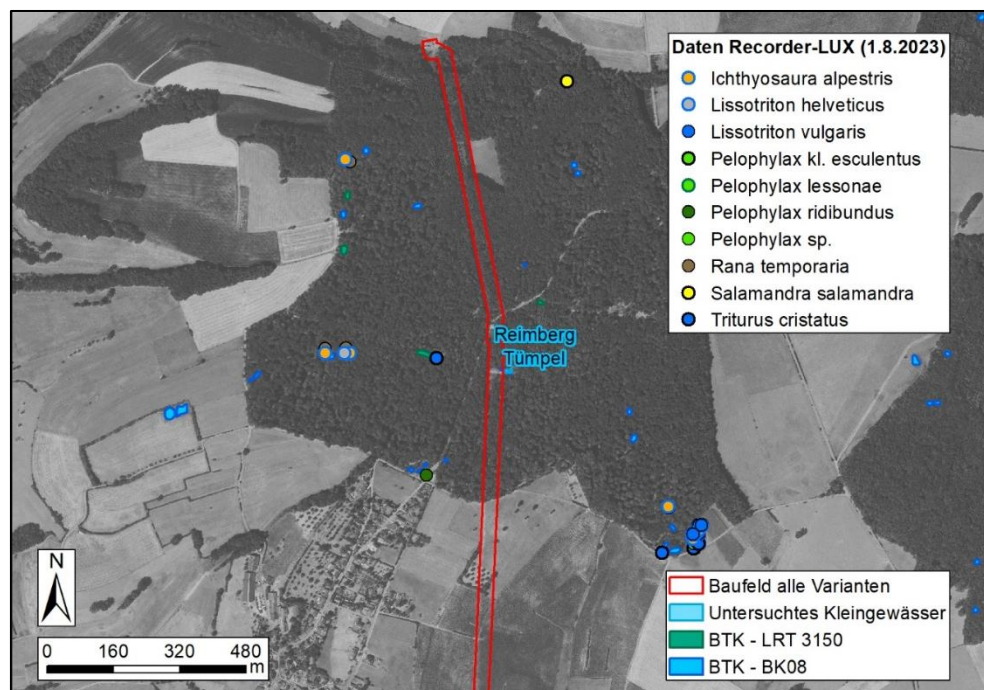 Daten Recorder-LUX (1.8.2023)
Ichthyosaura alpestris
Lissotriton helveticus
Lissotriton vulgaris
Pelophylax kl. esculentus
Pelophylax lessonae
Pelophylax ridibundus
Pelophylax sp.
Rana temporaria
Salamandra salamandra
Triturus cristatus
Reimberg
Tümpel
N
0 160 320 480
m
Baufeld alle Varianten
Untersuchtes Kleingewässer
BTK - LRT 3150
BTK - BK08